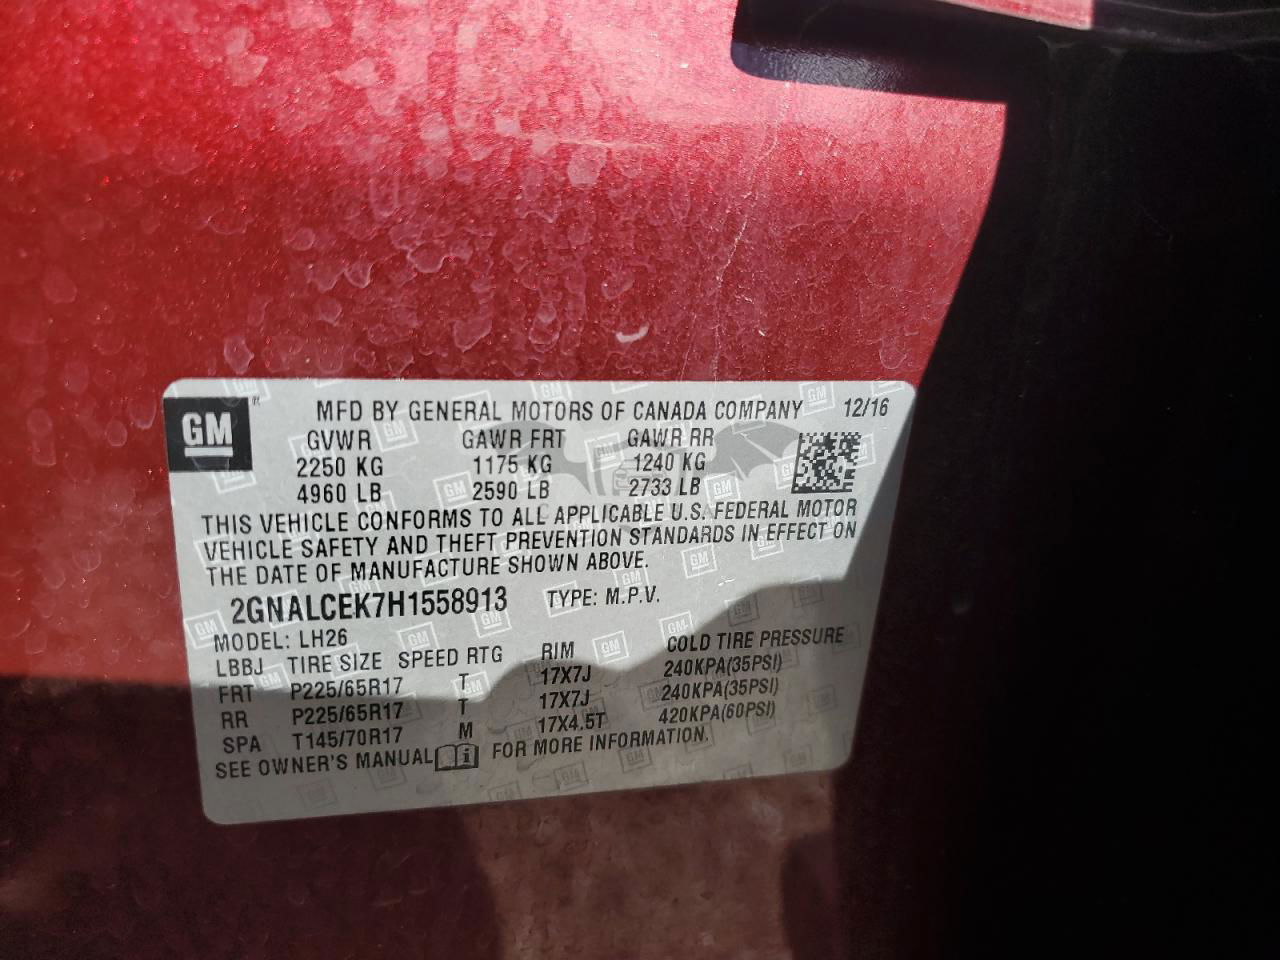 GM
MFD BY GENERAL MOTORS OF CANADA COMPANY 12/16
GVWR GAWR FRT GAWR RR
2250 KG 1175 KG 1240 KG
4960 LB 2590 LB 2733 LB
THIS VEHICLE CONFORMS TO ALL APPLICABLE U.S. FEDERAL MOTOR
VEHICLE SAFETY AND THEFT PREVENTION STANDARDS IN EFFECT ON
THE DATE OF MANUFACTURE SHOWN ABOVE.
2GNALCEK7H1558913 TYPE: M.P.V.
MODEL: LH26
LBBJ TIRE SIZE SPEED RTG RIM COLD TIRE PRESSURE
FRT P225/65R17 T 17X7J 240KPA(35PSI)
RR P225/65R17 T 17X7J 240KPA(35PSI)
SPA T145/70R17 M 17X4.5T 420KPA(60PSI)
SEE OWNER'S MANUAL FOR MORE INFORMATION.